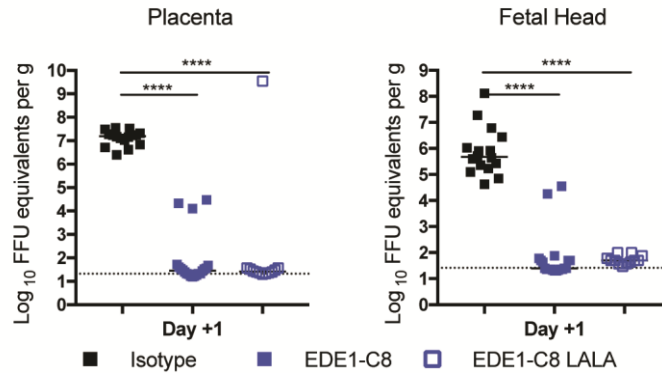 Placenta
Log10 FFU equivalents per g
10
9
8
7
6
5
4
3
2
1
0
****
****
Day +1
Fetal Head
Log10 FFU equivalents per g
9
8
7
6
5
4
3
2
1
0
****
****
Day +1
Isotype
EDE1-C8
EDE1-C8 LALA